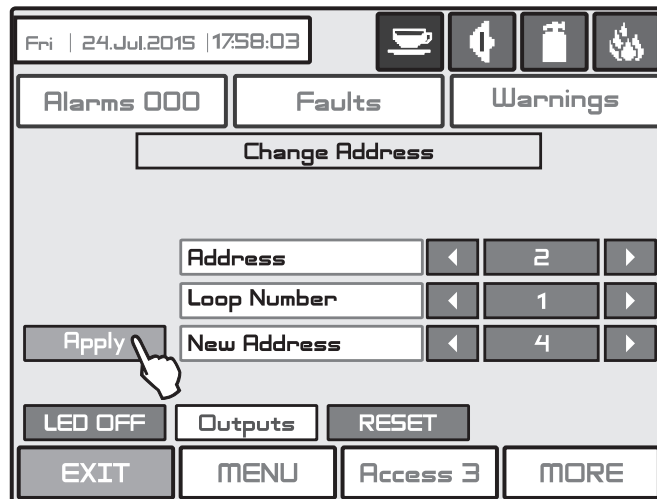 Fri | 24.Jul.2015 | 17:58:03
Alarms 000 Faults Warnings
Change Address
Address 2
Loop Number 1
Apply New Address 4
LED OFF Outputs RESET
EXIT MENU Access 3 MORE